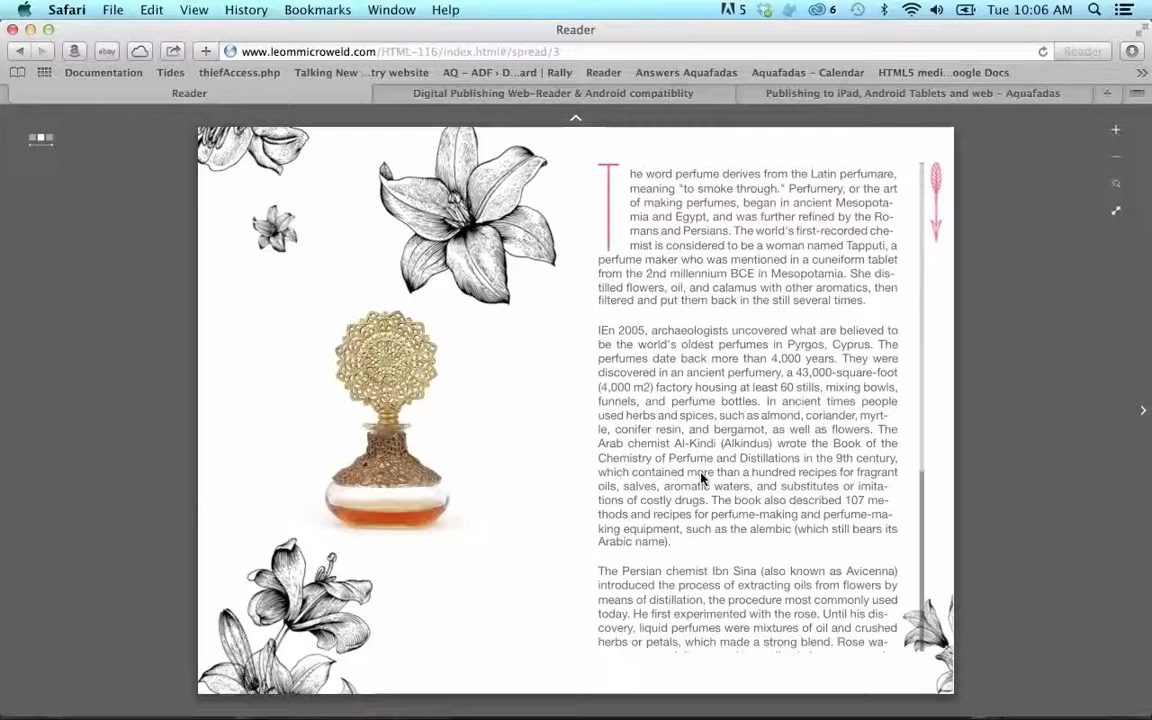 Safari File Edit View History Bookmarks Window Help 5 6 Tue 10:06 AM
Reader
ebay www.leommicroweld.com/HTML-116/index.html#/spread/3 Reader
Documentation Tides thiefAccess.php Talking New ...try website AQ - ADF › D...ard | Rally Reader Answers Aquafadas Aquafadas - Calendar HTML5 medi...oogle Docs
Reader Digital Publishing Web-Reader & Android compatiblity Publishing to iPad, Android Tablets and web - Aquafadas
The word perfume derives from the Latin perfumare,
meaning "to smoke through." Perfumery, or the art
of making perfumes, began in ancient Mesopota-
mia and Egypt, and was further refined by the Ro-
mans and Persians. The world's first-recorded che-
mist is considered to be a woman named Tapputi, a
perfume maker who was mentioned in a cuneiform tablet
from the 2nd millennium BCE in Mesopotamia. She dis-
tilled flowers, oil, and calamus with other aromatics, then
filtered and put them back in the still several times.
IEn 2005, archaeologists uncovered what are believed to
be the world's oldest perfumes in Pyrgos, Cyprus. The
perfumes date back more than 4,000 years. They were
discovered in an ancient perfumery, a 43,000-square-foot
(4,000 m2) factory housing at least 60 stills, mixing bowls,
funnels, and perfume bottles. In ancient times people
used herbs and spices, such as almond, coriander, myrt-
le, conifer resin, and bergamot, as well as flowers. The
Arab chemist Al-Kindi (Alkindus) wrote the Book of the
Chemistry of Perfume and Distillations in the 9th century,
which contained more than a hundred recipes for fragrant
oils, salves, aromatic waters, and substitutes or imita-
tions of costly drugs. The book also described 107 me-
thods and recipes for perfume-making and perfume-ma-
king equipment, such as the alembic (which still bears its
Arabic name).
The Persian chemist Ibn Sina (also known as Avicenna)
introduced the process of extracting oils from flowers by
means of distillation, the procedure most commonly used
today. He first experimented with the rose. Until his dis-
covery, liquid perfumes were mixtures of oil and crushed
herbs or petals, which made a strong blend. Rose wa-